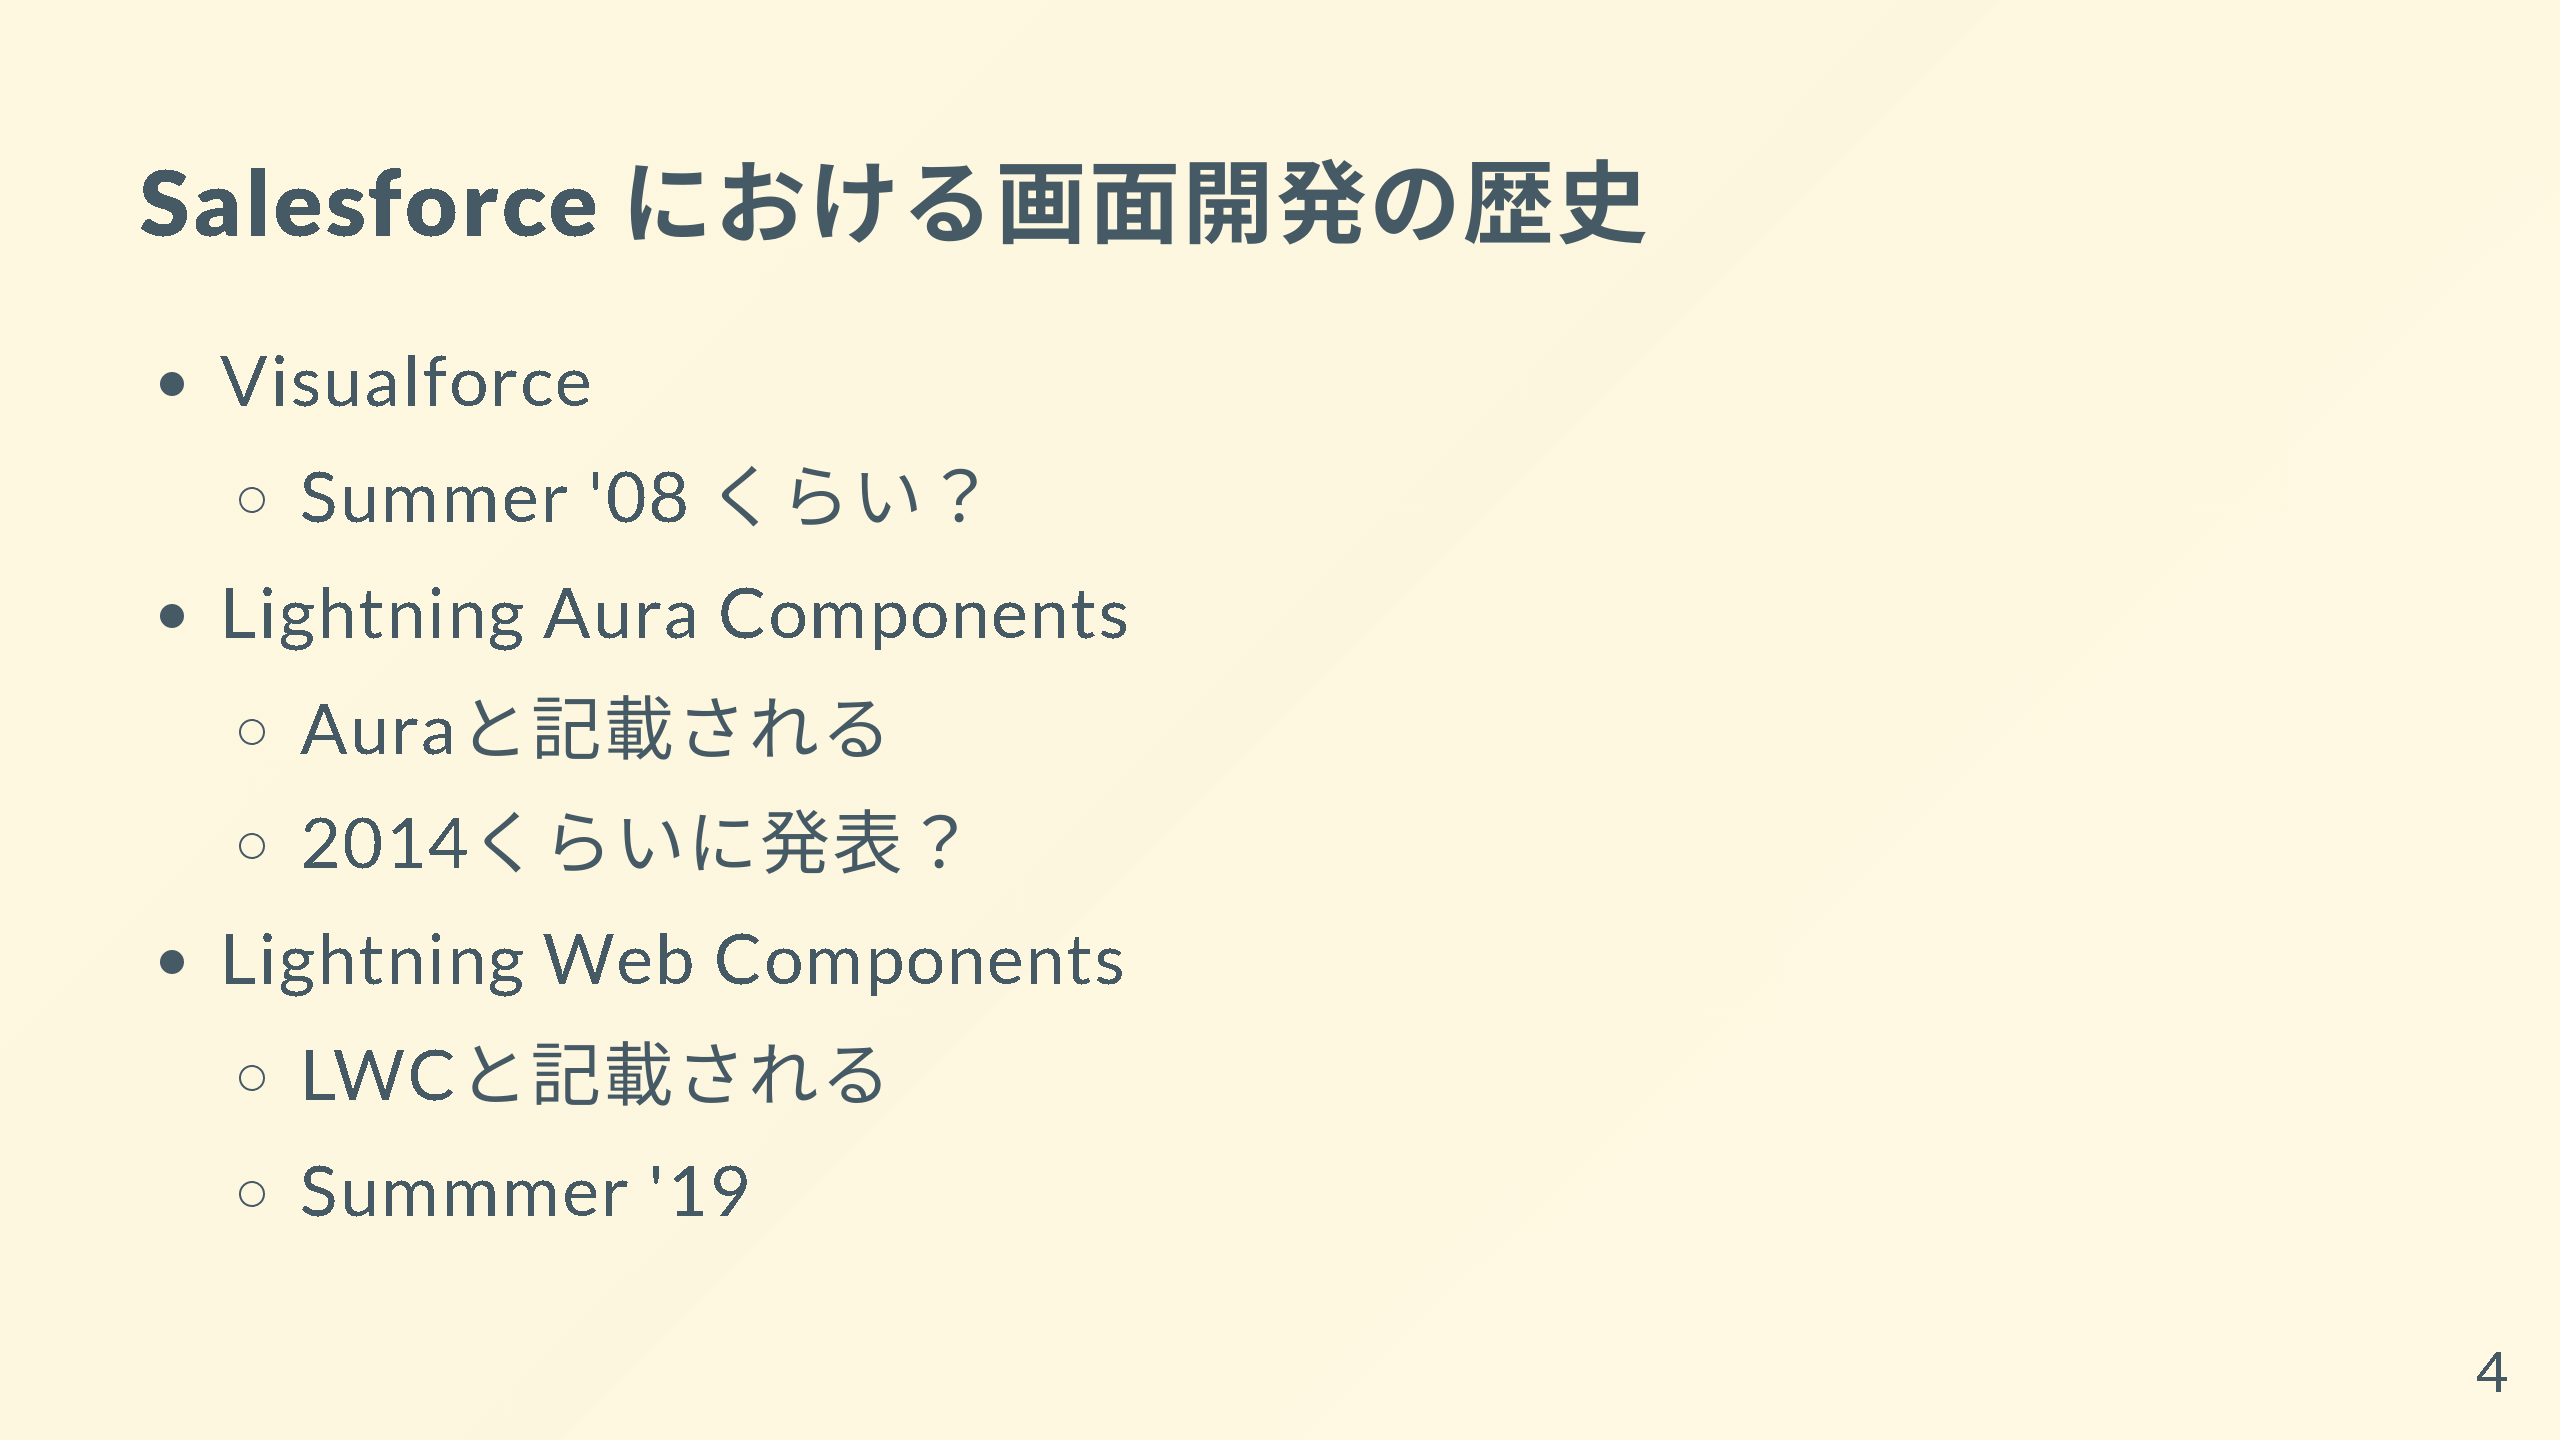 Salesforce における画面開発の歴史
Visualforce
Summer '08 くらい？
Lightning Aura Components
Auraと記載される
2014くらいに発表？
Lightning Web Components
LWCと記載される
Summmer '19
4